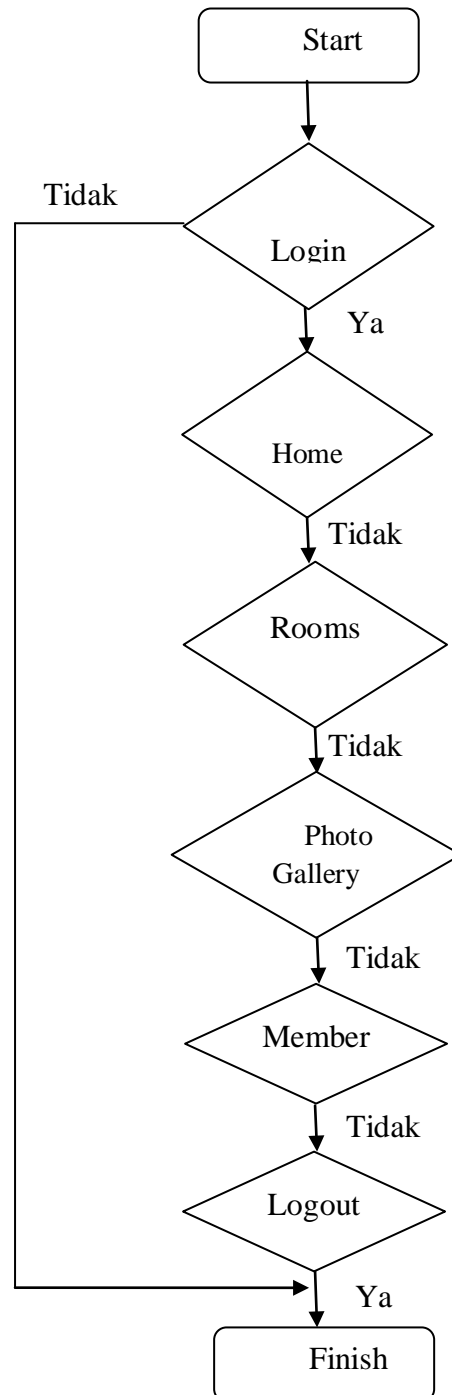 Start
Tidak
Login
Ya
Home
Tidak
Rooms
Tidak
Photo
Gallery
Tidak
Member
Tidak
Logout
Ya
Finish